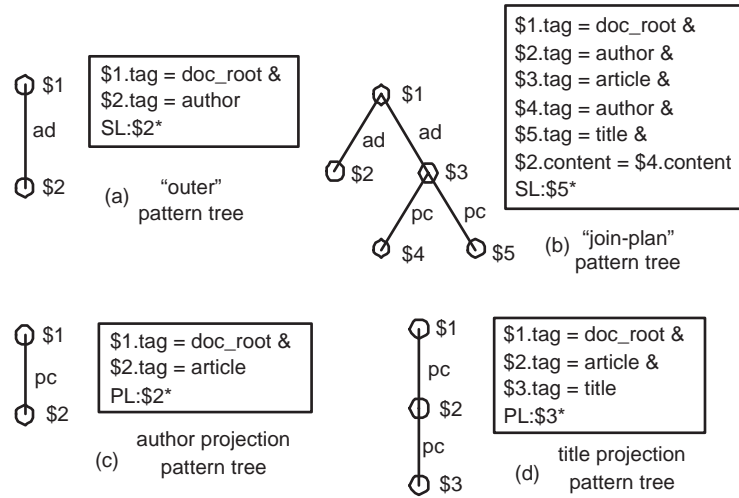 $1
ad
$2
$1.tag = doc_root &
$2.tag = author
SL:$2*
(a)
“outer”
pattern tree
$1
ad
ad
$2
$3
pc
pc
$4
$5
$1.tag = doc_root &
$2.tag = author &
$3.tag = article &
$4.tag = author &
$5.tag = title &
$2.content = $4.content
SL:$5*
(b)
“join-plan”
pattern tree
$1
pc
$2
$1.tag = doc_root &
$2.tag = article
PL:$2*
(c)
author projection
pattern tree
$1
pc
$2
pc
$3
$1.tag = doc_root &
$2.tag = article &
$3.tag = title
PL:$3*
(d)
title projection
pattern tree